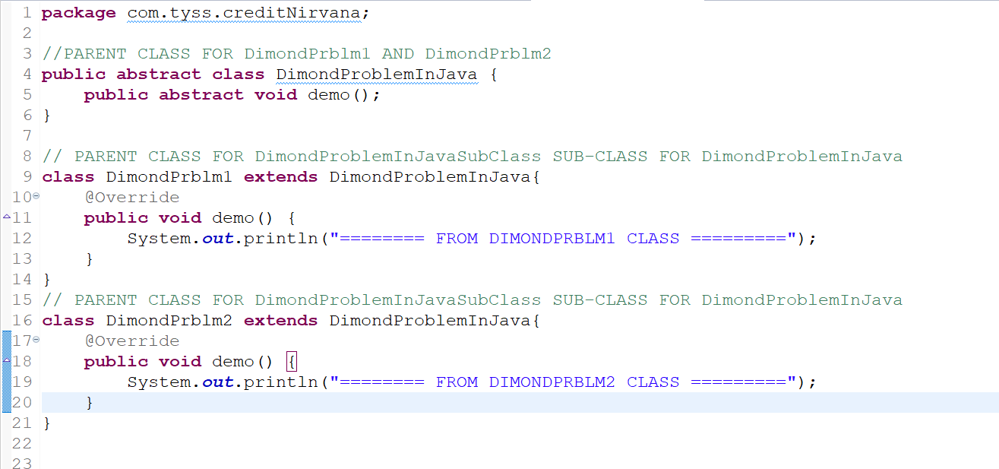 1 package com.tyss.creditNirvana;
2
3 //PARENT CLASS FOR DimondPrblm1 AND DimondPrblm2
4 public abstract class DimondProblemInJava {
5     public abstract void demo();
6 }
7
8 // PARENT CLASS FOR DimondProblemInJavaSubClass SUB-CLASS FOR DimondProblemInJava
9 class DimondPrblm1 extends DimondProblemInJava{
10     @Override
11     public void demo() {
12         System.out.println("======== FROM DIMONDPRBLM1 CLASS =========");
13     }
14 }
15 // PARENT CLASS FOR DimondProblemInJavaSubClass SUB-CLASS FOR DimondProblemInJava
16 class DimondPrblm2 extends DimondProblemInJava{
17     @Override
18     public void demo() {
19         System.out.println("======== FROM DIMONDPRBLM2 CLASS =========");
20     }
21 }
22
23